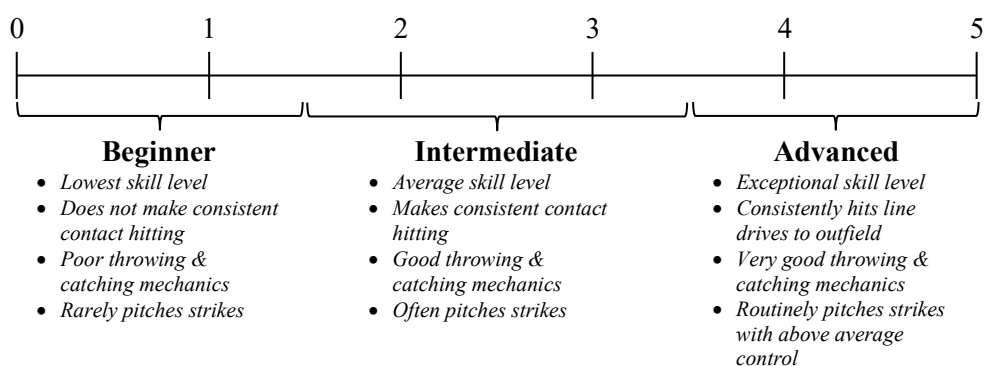 0 1 2 3 4 5
Beginner
• Lowest skill level
• Does not make consistent
contact hitting
• Poor throwing &
catching mechanics
• Rarely pitches strikes
Intermediate
• Average skill level
• Makes consistent contact
hitting
• Good throwing &
catching mechanics
• Often pitches strikes
Advanced
• Exceptional skill level
• Consistently hits line
drives to outfield
• Very good throwing &
catching mechanics
• Routinely pitches strikes
with above average
control